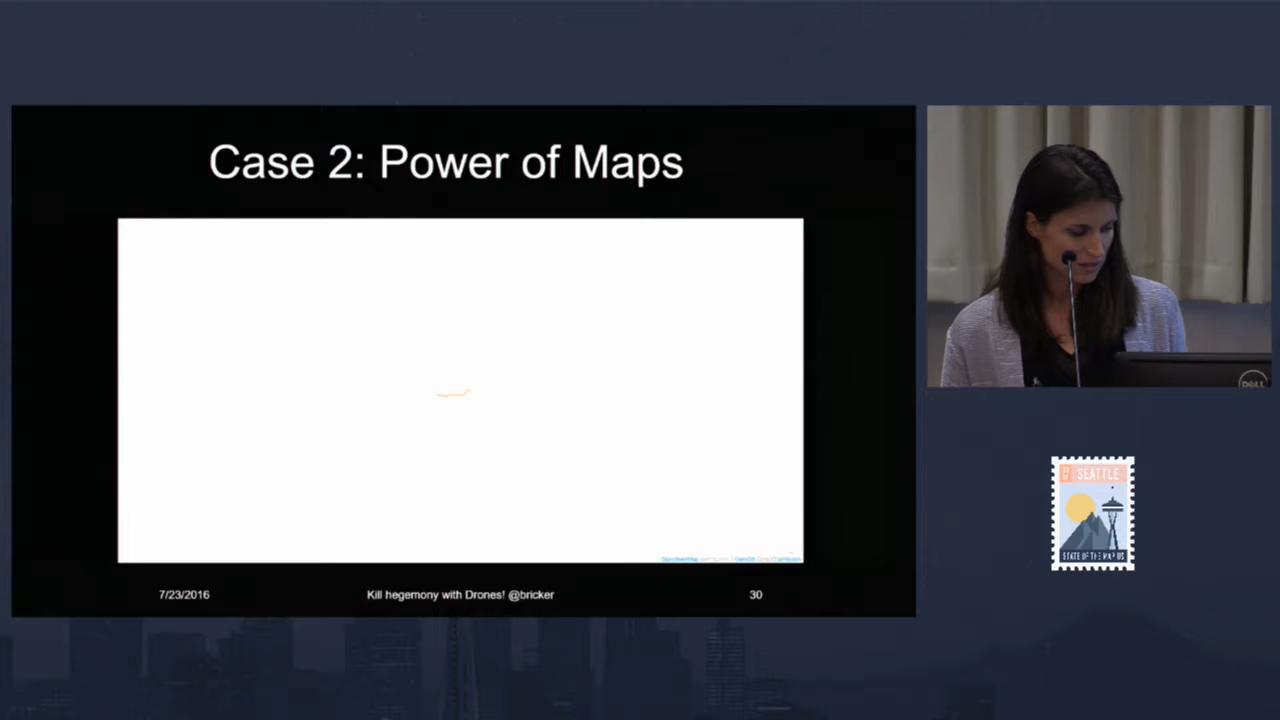 Case 2: Power of Maps
7/23/2016
Kill hegemony with Drones! @bricker
30
DELL
SEATTLE
STATE OF THE MAP US